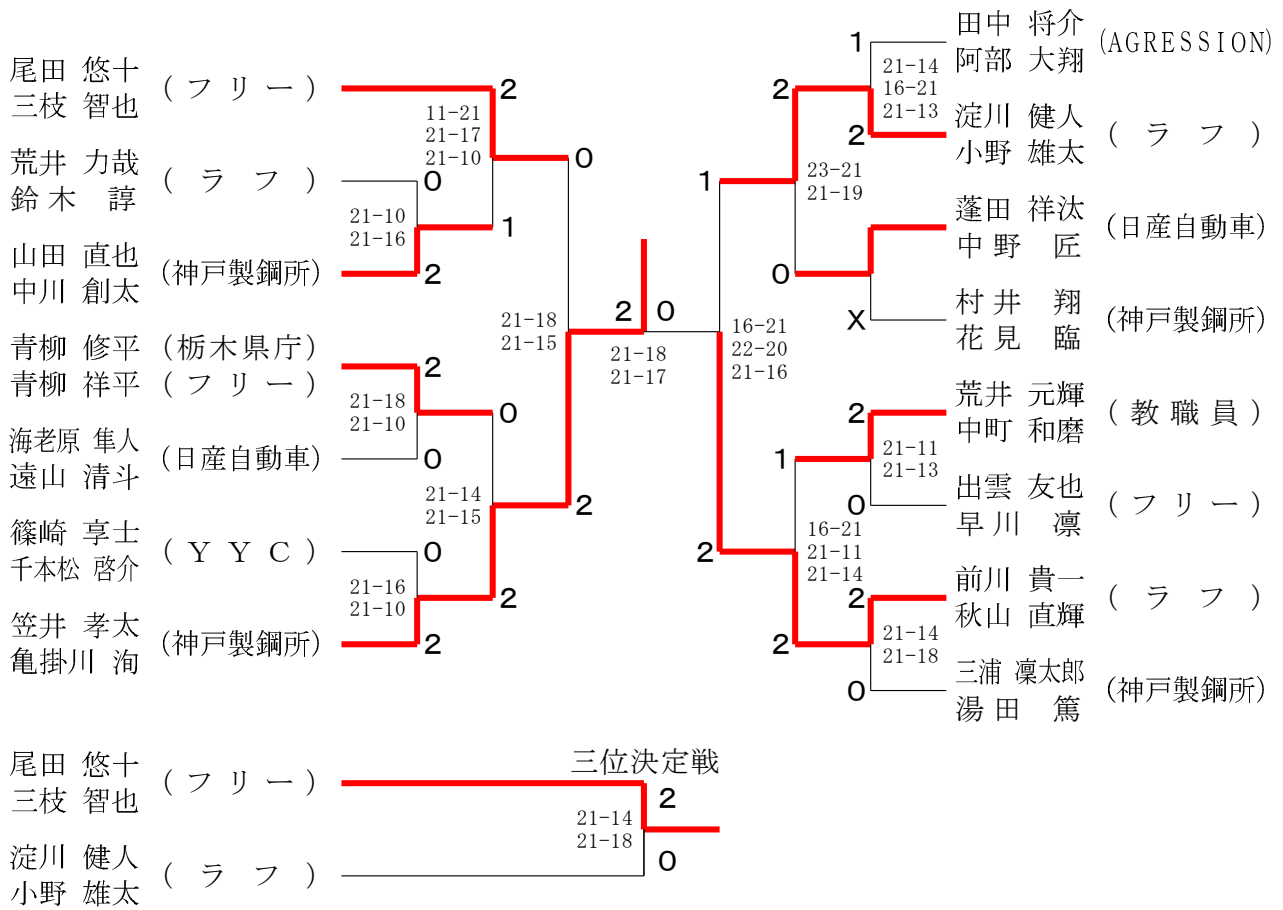 尾田 悠十
三枝 智也
(フリー)
2
11-21
21-17
21-10
0
荒井 力哉
鈴木 諄
(ラフ)
0
21-10
21-16
1
山田 直也
中川 創太
(神戸製鋼所)
2
21-18
21-15
青柳 修平 (栃木県庁)
青柳 祥平 (フリー)
2
21-18
21-10
0
海老原 隼人
遠山 清斗
(日産自動車)
0
21-14
21-15
2
篠崎 享士
千本松 啓介
(YYC)
0
21-16
21-10
2
笠井 孝太
亀掛川 洵
(神戸製鋼所)
2
2 0
21-18
21-17
田中 将介
阿部 大翔
(AGRESSION)
1
21-14
16-21
21-13
2
淀川 健人
小野 雄太
(ラフ)
2
1
23-21
21-19
蓬田 祥汰
中野 匠
(日産自動車)
0
村井 翔
花見 臨
(神戸製鋼所)
X
16-21
22-20
21-16
荒井 元輝
中町 和磨
(教職員)
2
21-11
21-13
1
出雲 友也
早川 凛
(フリー)
0
16-21
21-11
21-14
2
前川 貴一
秋山 直輝
(ラフ)
2
21-14
21-18
2
三浦 凜太郎
湯田 篤
(神戸製鋼所)
0
三位決定戦
尾田 悠十
三枝 智也
(フリー)
2
21-14
21-18
淀川 健人
小野 雄太
(ラフ)
0